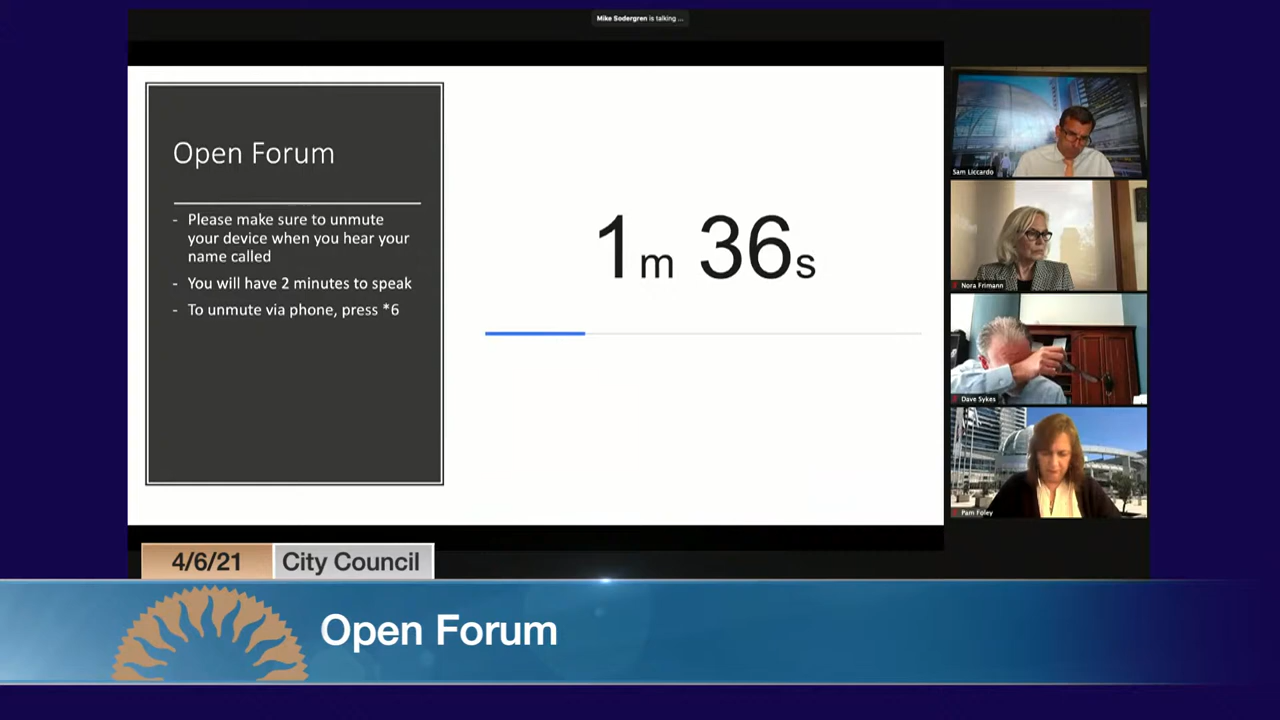 Mike Sodergren is talking ...
Open Forum
- Please make sure to unmute
your device when you hear your
name called
- You will have 2 minutes to speak
- To unmute via phone, press *6
1m 36s
Sam Liccardo
Nora Frimann
Dave Sykes
Pam Foley
4/6/21
City Council
Open Forum